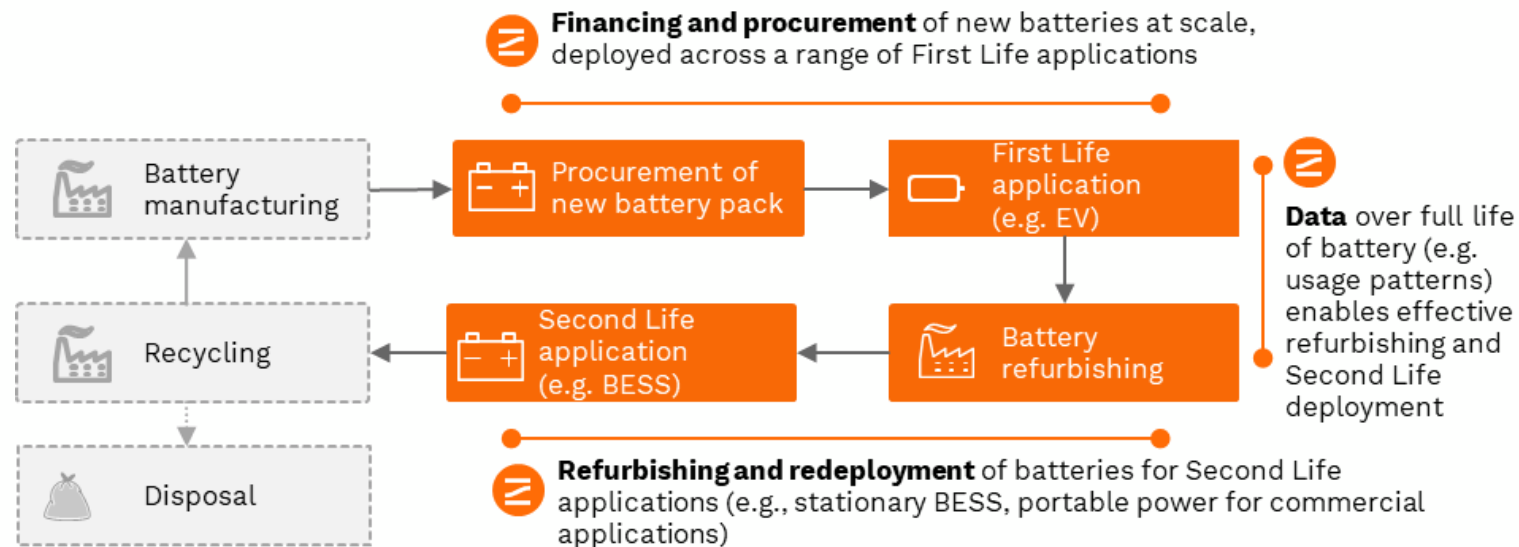 Financing and procurement of new batteries at scale,
deployed across a range of First Life applications
Battery
manufacturing
Procurement of
new battery pack
First Life
application
(e.g. EV)
Data over full life
of battery (e.g.
usage patterns)
enables effective
refurbishing and
Second Life
deployment
Recycling
Second Life
application
(e.g. BESS)
Battery
refurbishing
Disposal
Refurbishing and redeployment of batteries for Second Life
applications (e.g., stationary BESS, portable power for commercial
applications)